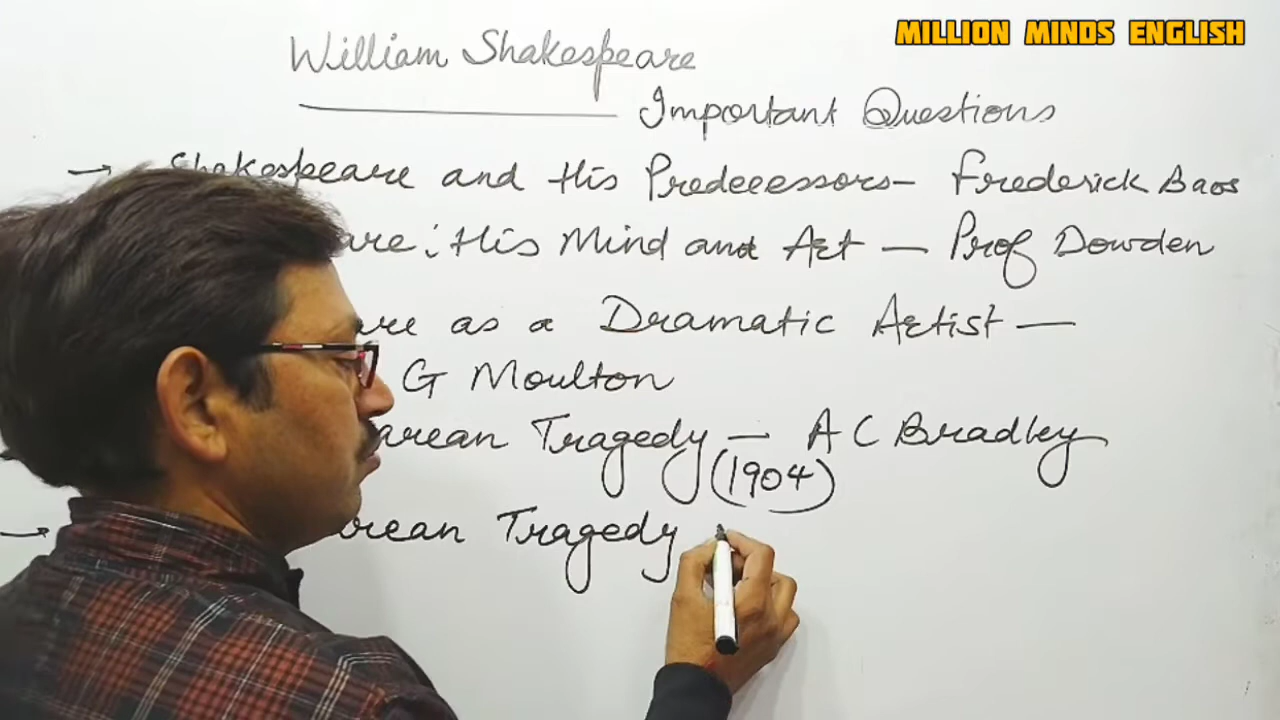 MILLION MINDS ENGLISH
William Shakespeare
Important Questions
→ Shakespeare and His Predecessors- Frederick Baos
are: His Mind and Art — Prof Dowden
are as a Dramatic Artist —
G Moulton
arean Tragedy — A C Bradley
(1904)
→ rean Tragedy